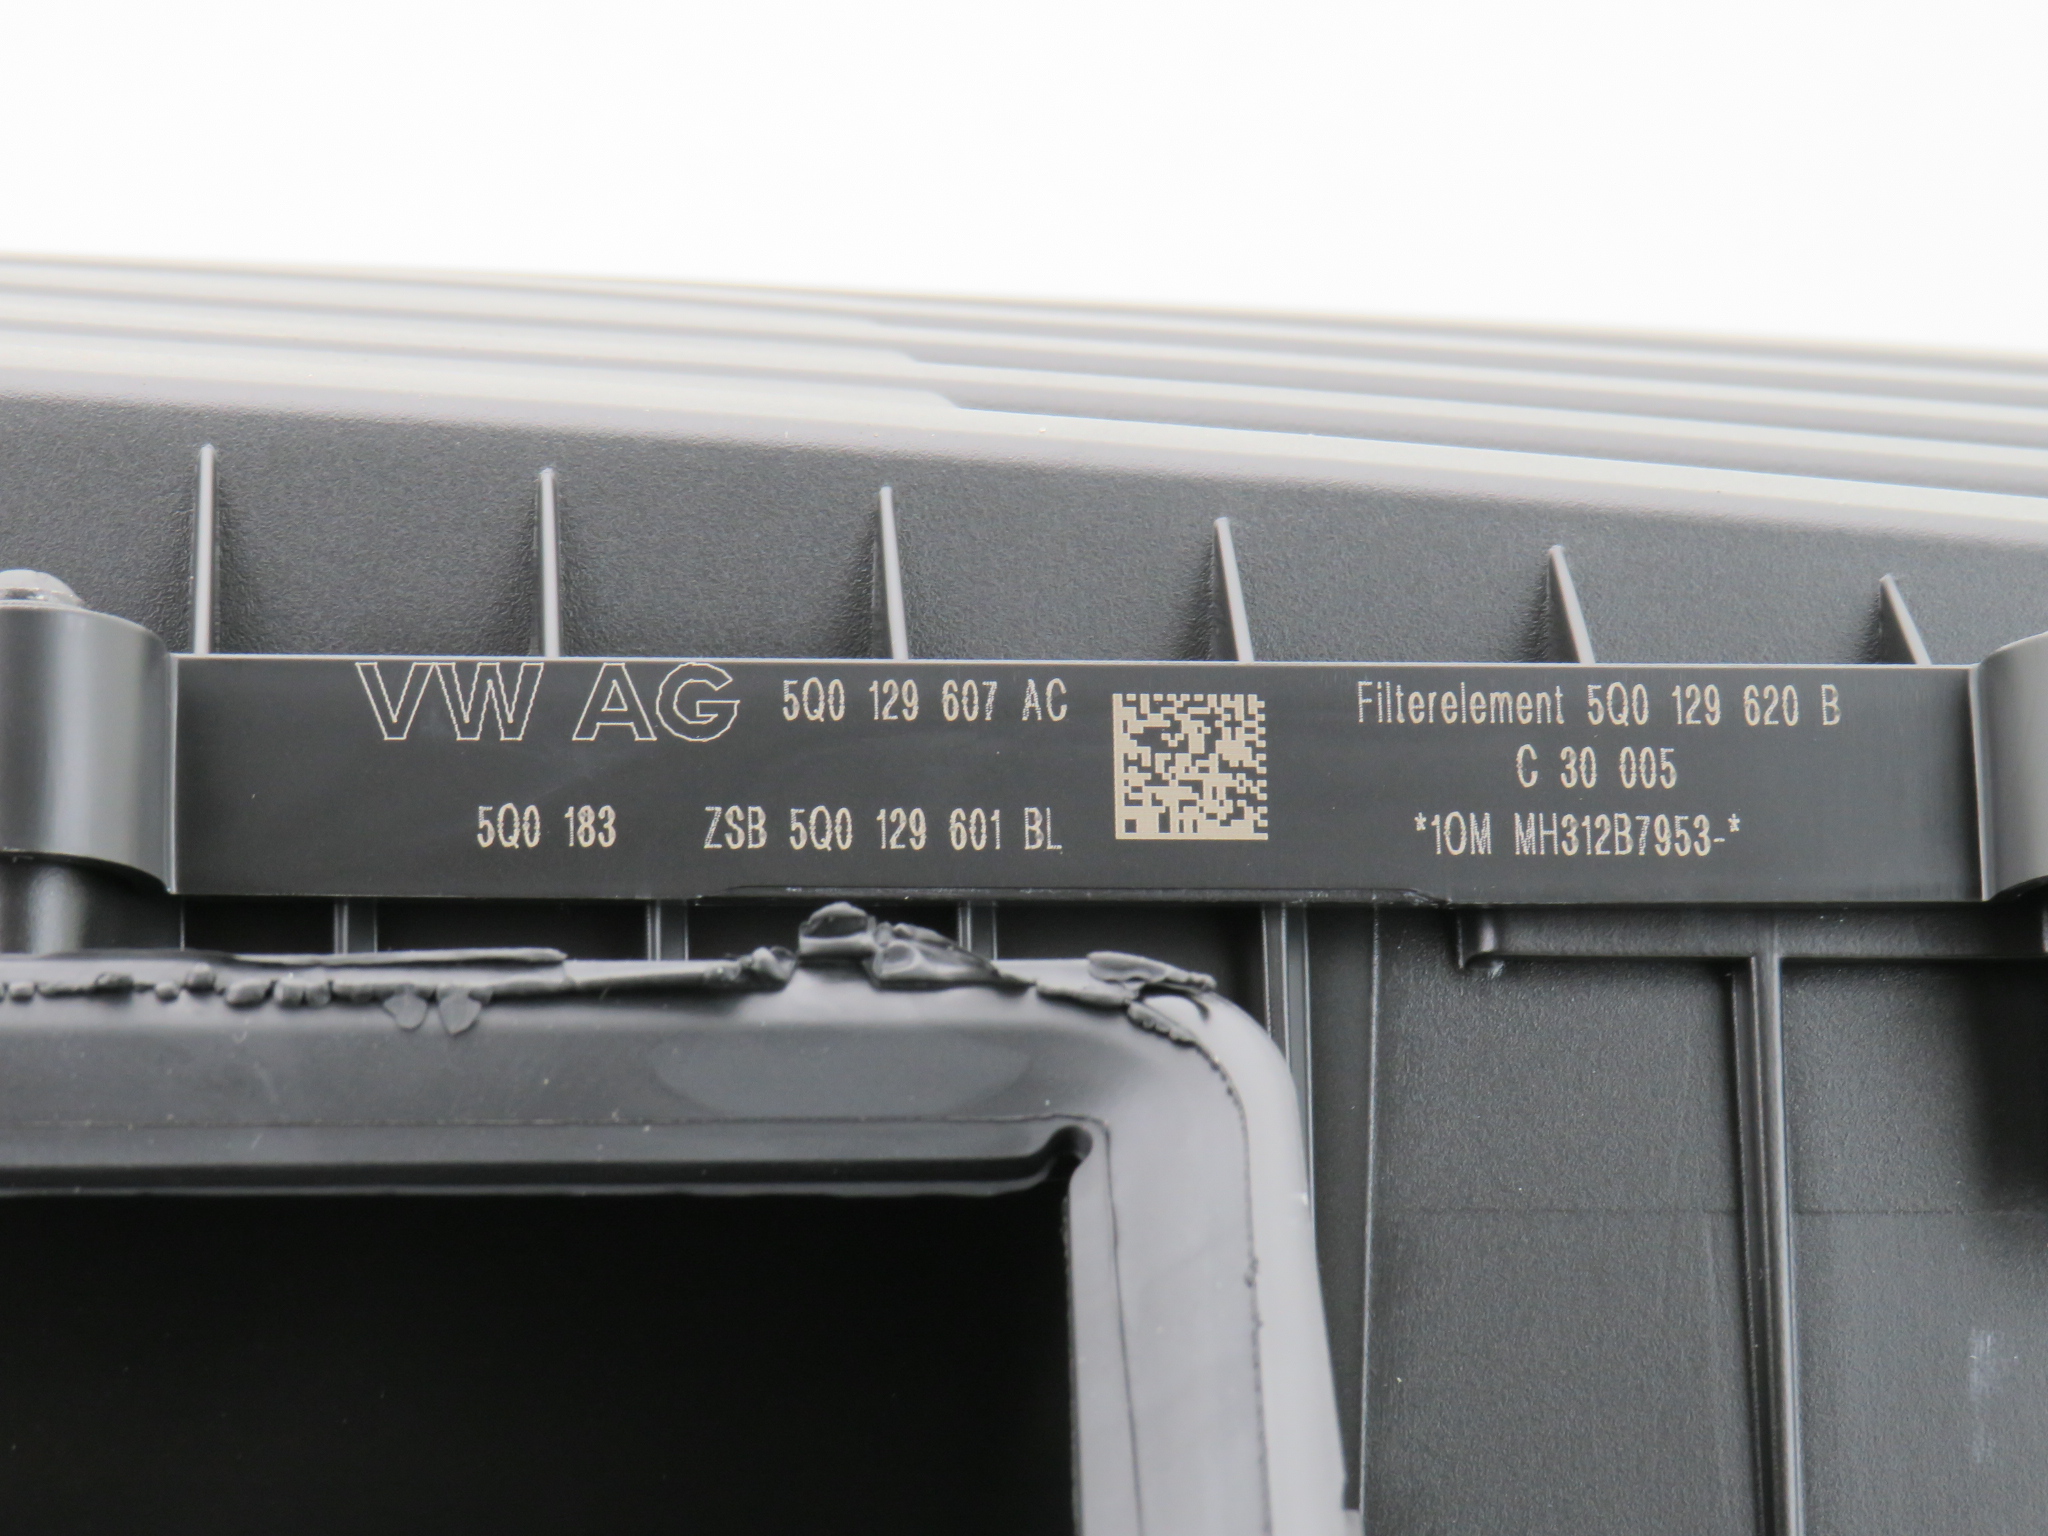 VW AG 5Q0 129 607 AC
5Q0 183 ZSB 5Q0 129 601 BL
Filterelement 5Q0 129 620 B
C 30 005
*10M MH312B7953-*